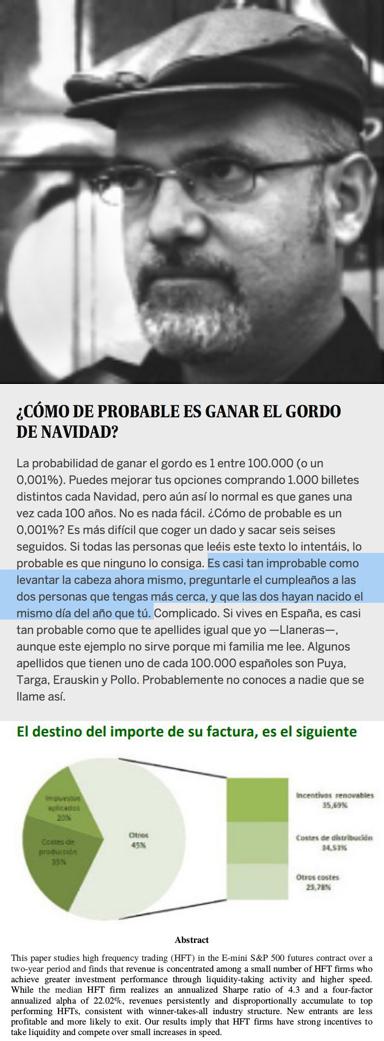 ¿CÓMO DE PROBABLE ES GANAR EL GORDO
DE NAVIDAD?
La probabilidad de ganar el gordo es 1 entre 100.000 (o un
0,001%). Puedes mejorar tus opciones comprando 1.000 billetes
distintos cada Navidad, pero aún así lo normal es que ganes una
vez cada 100 años. No es nada fácil. ¿Cómo de probable es un
0,001%? Es más difícil que coger un dado y sacar seis seises
seguidos. Si todas las personas que leéis este texto lo intentáis, lo
probable es que ninguno lo consiga. Es casi tan improbable como
levantar la cabeza ahora mismo, preguntarle el cumpleaños a las
dos personas que tengas más cerca, y que las dos hayan nacido el
mismo día del año que tú. Complicado. Si vives en España, es casi
tan probable como que te apellides igual que yo —Llaneras—,
aunque este ejemplo no sirve porque mi familia me lee. Algunos
apellidos que tienen uno de cada 100.000 españoles son Puya,
Targa, Erauskin y Pollo. Probablemente no conoces a nadie que se
llame así.
El destino del importe de su factura, es el siguiente
Impuestos
aplicados
20%
Costes de
producción
35%
Otros
45%
Incentivos renovables
35,69%
Costes de distribución
34,53%
Otros costes
29,78%
Abstract
This paper studies high frequency trading (HFT) in the E-mini S&P 500 futures contract over a
two-year period and finds that revenue is concentrated among a small number of HFT firms who
achieve greater investment performance through liquidity-taking activity and higher speed.
While the median HFT firm realizes an annualized Sharpe ratio of 4.3 and a four-factor
annualized alpha of 22.02%, revenues persistently and disproportionally accumulate to top
performing HFTs, consistent with winner-takes-all industry structure. New entrants are less
profitable and more likely to exit. Our results imply that HFT firms have strong incentives to
take liquidity and compete over small increases in speed.